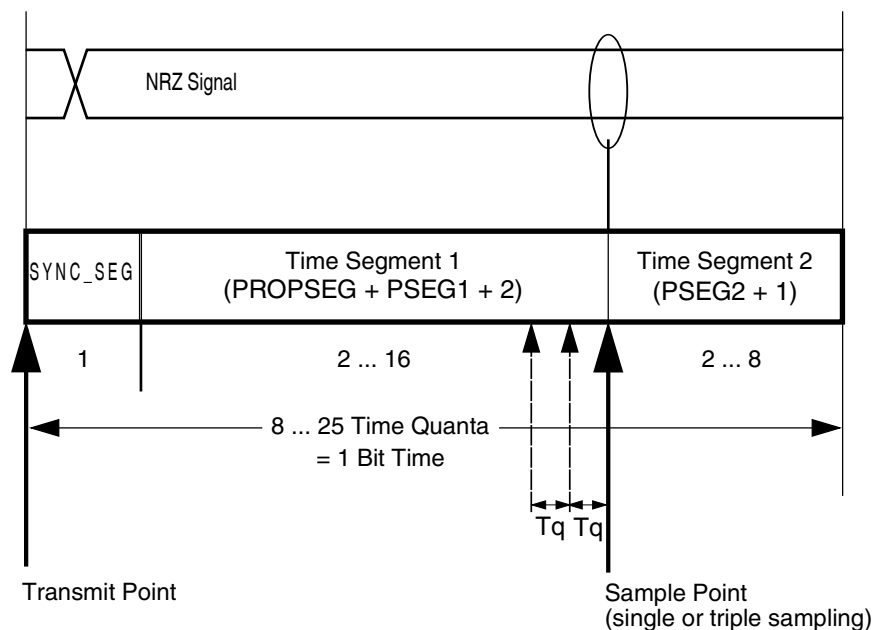 NRZ Signal
SYNC_SEG
Time Segment 1
(PROPSEG + PSEG1 + 2)
Time Segment 2
(PSEG2 + 1)
1
2 ... 16
2 ... 8
8 ... 25 Time Quanta
= 1 Bit Time
Tq Tq
Transmit Point
Sample Point
(single or triple sampling)